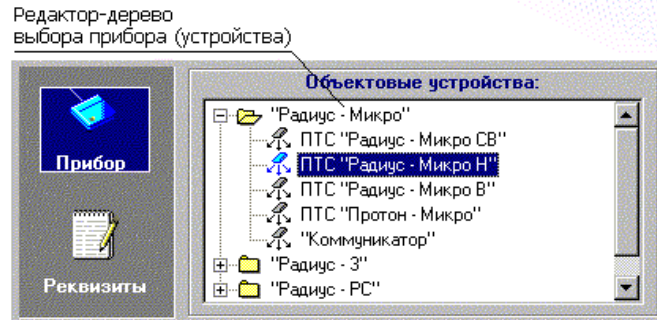 Редактор-дерево
выбора прибора (устройства)
Объектовые устройства:
Прибор
Реквизиты
"Радиус - Микро"
ПТС "Радиус - Микро СВ"
ПТС "Радиус - Микро Н"
ПТС "Радиус - Микро В"
ПТС "Протон - Микро"
"Коммуникатор"
"Радиус - 3"
"Радиус - РС"